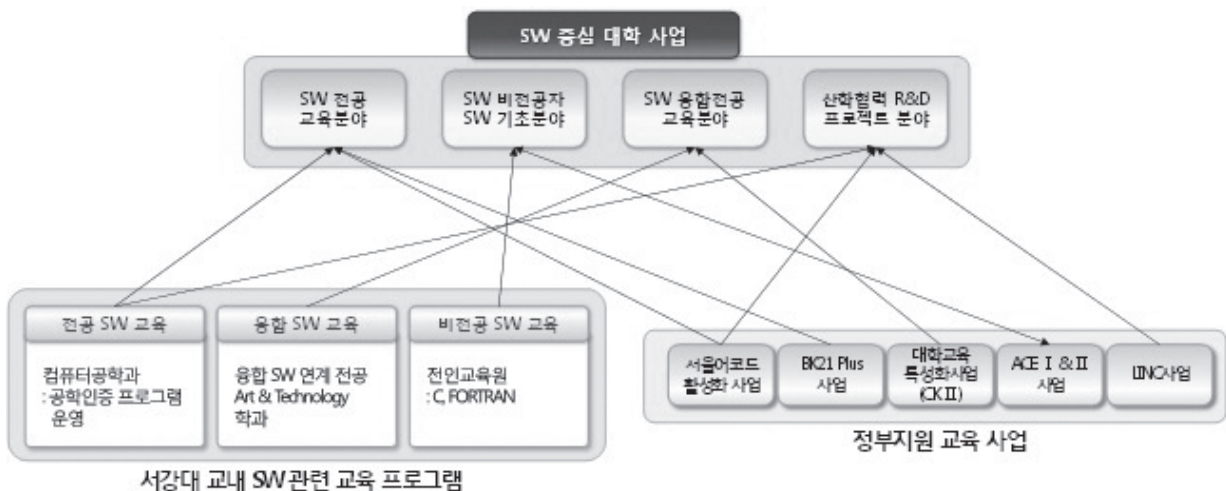 SW 중심 대학 사업
SW 전공
교육분야
SW 비전공자
SW 기초분야
SW 융합전공
교육분야
산학협력 R&D
프로젝트 분야
전공 SW 교육
컴퓨터공학과
: 공학인증 프로그램
운영
융합 SW 교육
융합 SW 연계 전공
Art & Technology
학과
비전공 SW 교육
전인교육원
: C, FORTRAN
서강대 교내 SW 관련 교육 프로그램
서울어코드
활성화 사업
BK21 Plus
사업
대학교육
특성화사업
(CK II)
ACE I & II
사업
LINC사업
정부지원 교육 사업